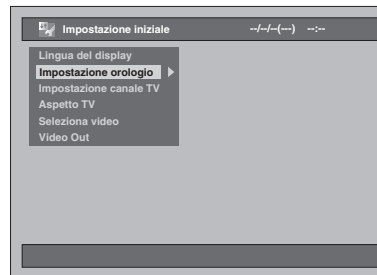 Impostazione iniziale --/--/--(---) --:--
Lingua del display
Impostazione orologio
Impostazione canale TV
Aspetto TV
Seleziona video
Video Out